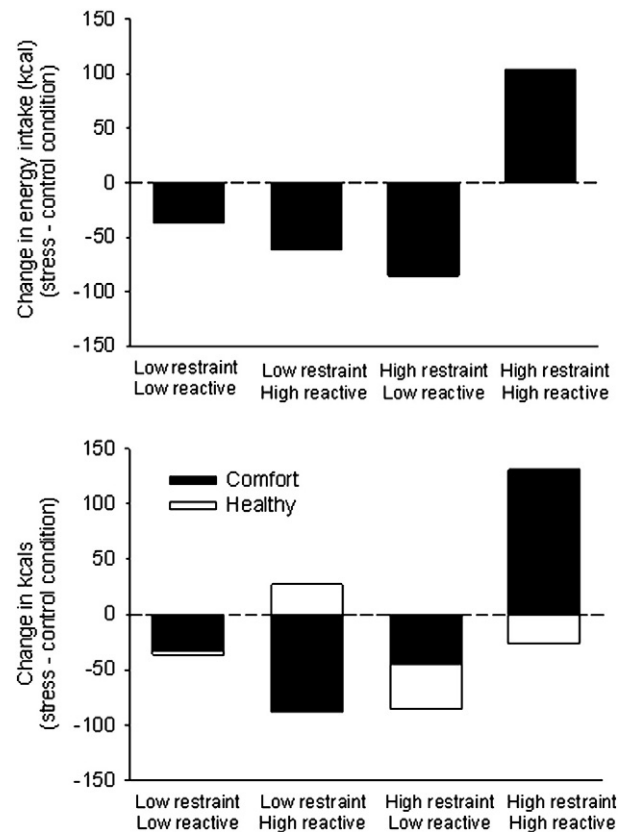 Change in energy intake (kcal)
(stress - control condition)
150
100
50
0
-50
-100
-150
Low restraint
Low reactive
Low restraint
High reactive
High restraint
Low reactive
High restraint
High reactive
Change in kcals
(stress - control condition)
150
100
50
0
-50
-100
-150
Comfort
Healthy
Low restraint
Low reactive
Low restraint
High reactive
High restraint
Low reactive
High restraint
High reactive